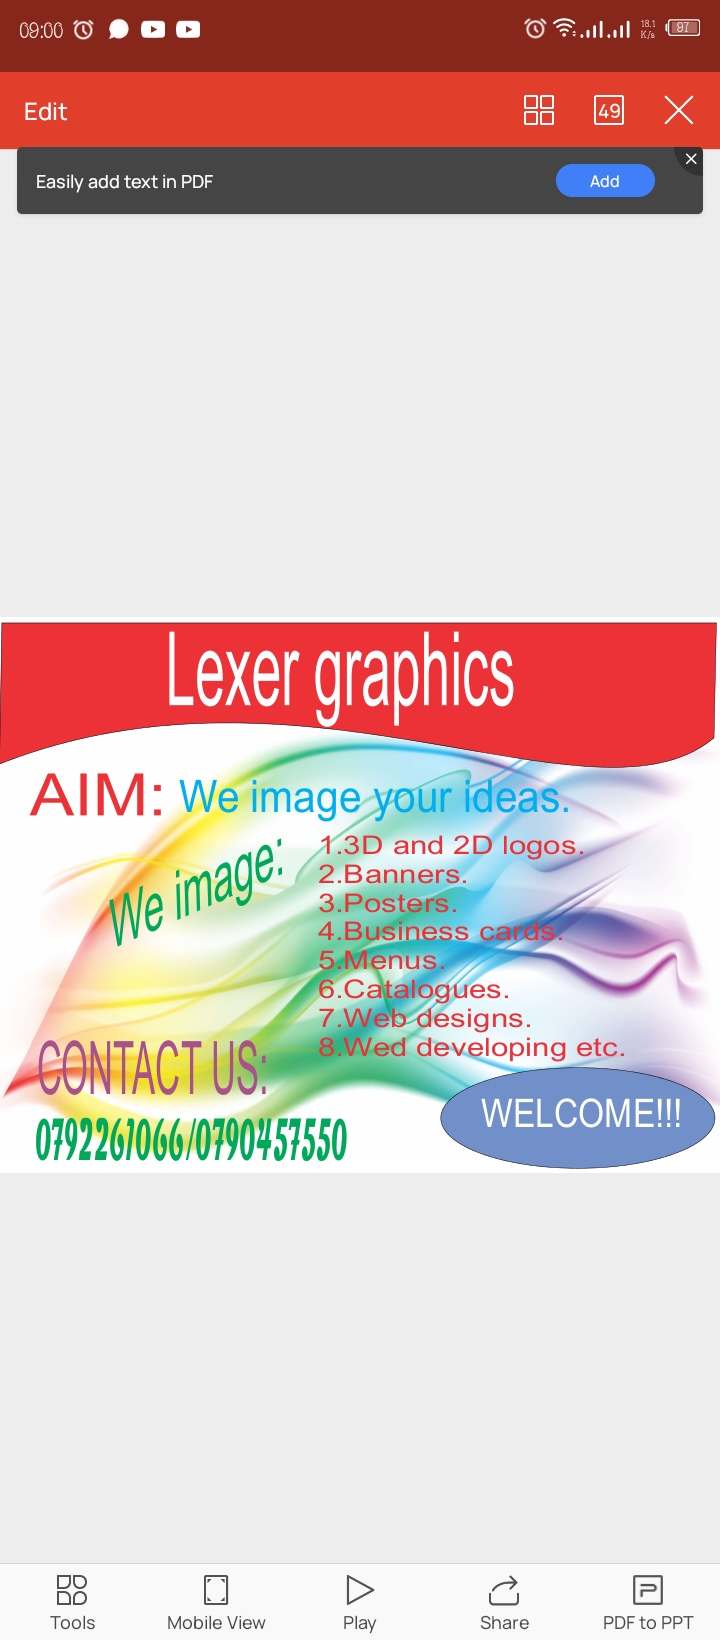 09:00 18.1 K/s 97
Edit 49
Easily add text in PDF Add
Lexer graphics
AIM: We image your ideas.
We image:
1.3D and 2D logos.
2.Banners.
3.Posters.
4.Business cards.
5.Menus.
6.Catalogues.
7.Web designs.
8.Wed developing etc.
CONTACT US:
0792261066/0790457550
WELCOME!!!
Tools Mobile View Play Share PDF to PPT